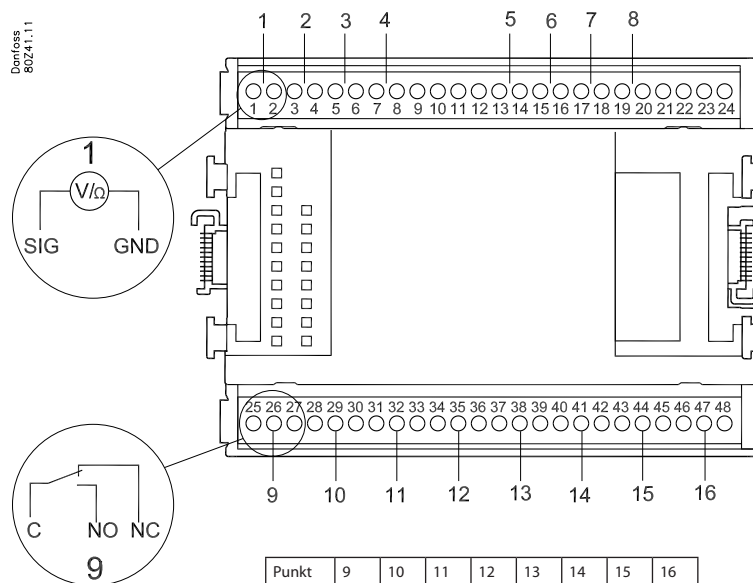 Danfoss
80Z41.11
1 2 3 4 5 6 7 8
1 2 3 4 5 6 7 8 9 10 11 12 13 14 15 16 17 18 19 20 21 22 23 24
1
V/Ω
SIG GND
25 26 27 28 29 30 31 32 33 34 35 36 37 38 39 40 41 42 43 44 45 46 47 48
9 10 11 12 13 14 15 16
C NO NC
9
Punkt 9 10 11 12 13 14 15 16